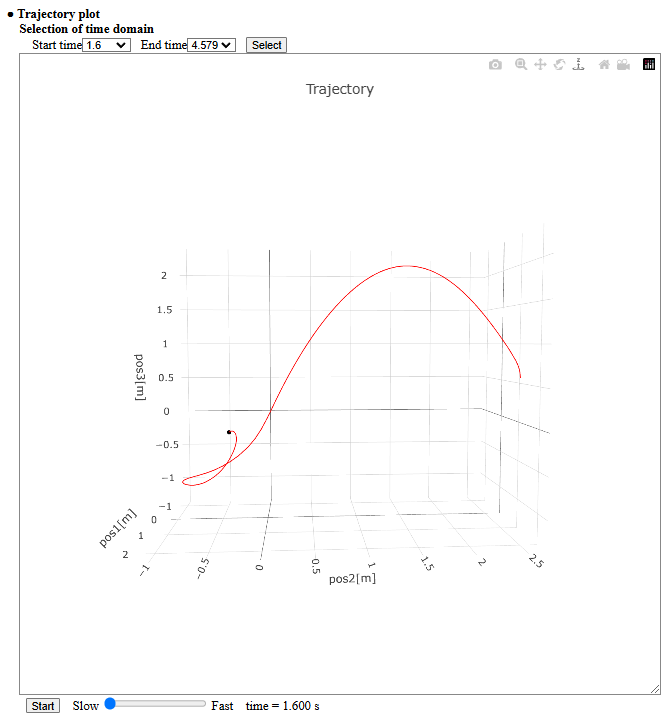 ● Trajectory plot
Selection of time domain
Start time 1.6 End time 4.579 Select
Trajectory
2
1.5
1
0.5
0
−0.5
−1
pos3[m]
−1
0
1
2
pos1[m]
−1
−0.5
0
0.5
1
1.5
2
2.5
pos2[m]
Start Slow Fast time = 1.600 s